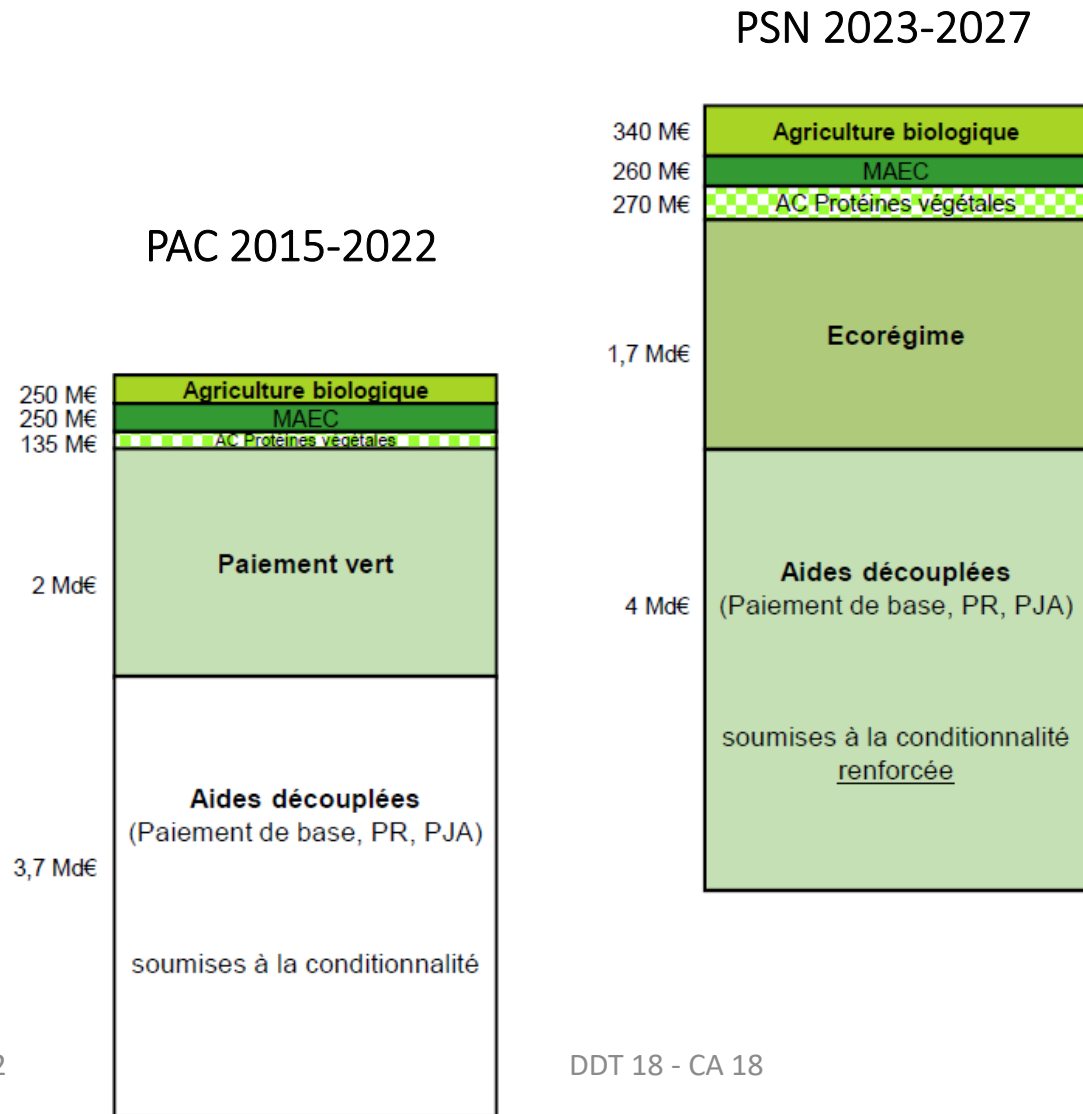 PSN 2023-2027
340 M€ Agriculture biologique
260 M€ MAEC
270 M€ AC Protéines végétales
1,7 Md€ Ecorégime
4 Md€ Aides découplées
(Paiement de base, PR, PJA)
soumises à la conditionnalité
renforcée
PAC 2015-2022
250 M€ Agriculture biologique
250 M€ MAEC
135 M€ AC Protéines végétales
2 Md€ Paiement vert
3,7 Md€ Aides découplées
(Paiement de base, PR, PJA)
soumises à la conditionnalité
2
DDT 18 - CA 18